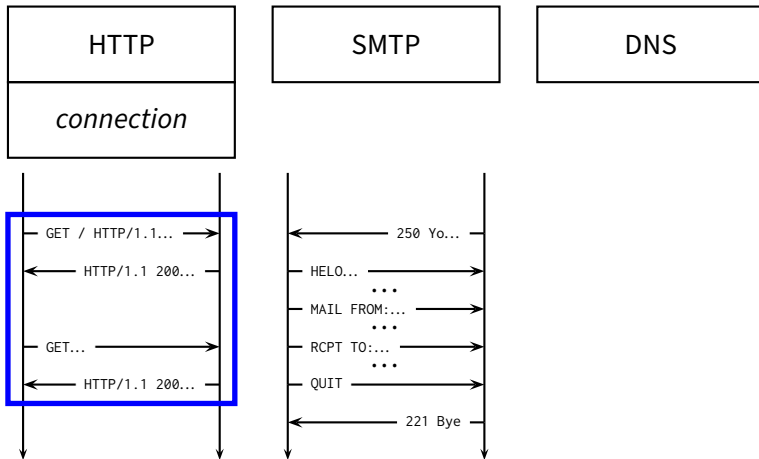 HTTP
SMTP
DNS
connection
GET / HTTP/1.1...
HTTP/1.1 200...
GET...
HTTP/1.1 200...
250 Yo...
HELO...
...
MAIL FROM:...
...
RCPT TO:...
...
QUIT
221 Bye